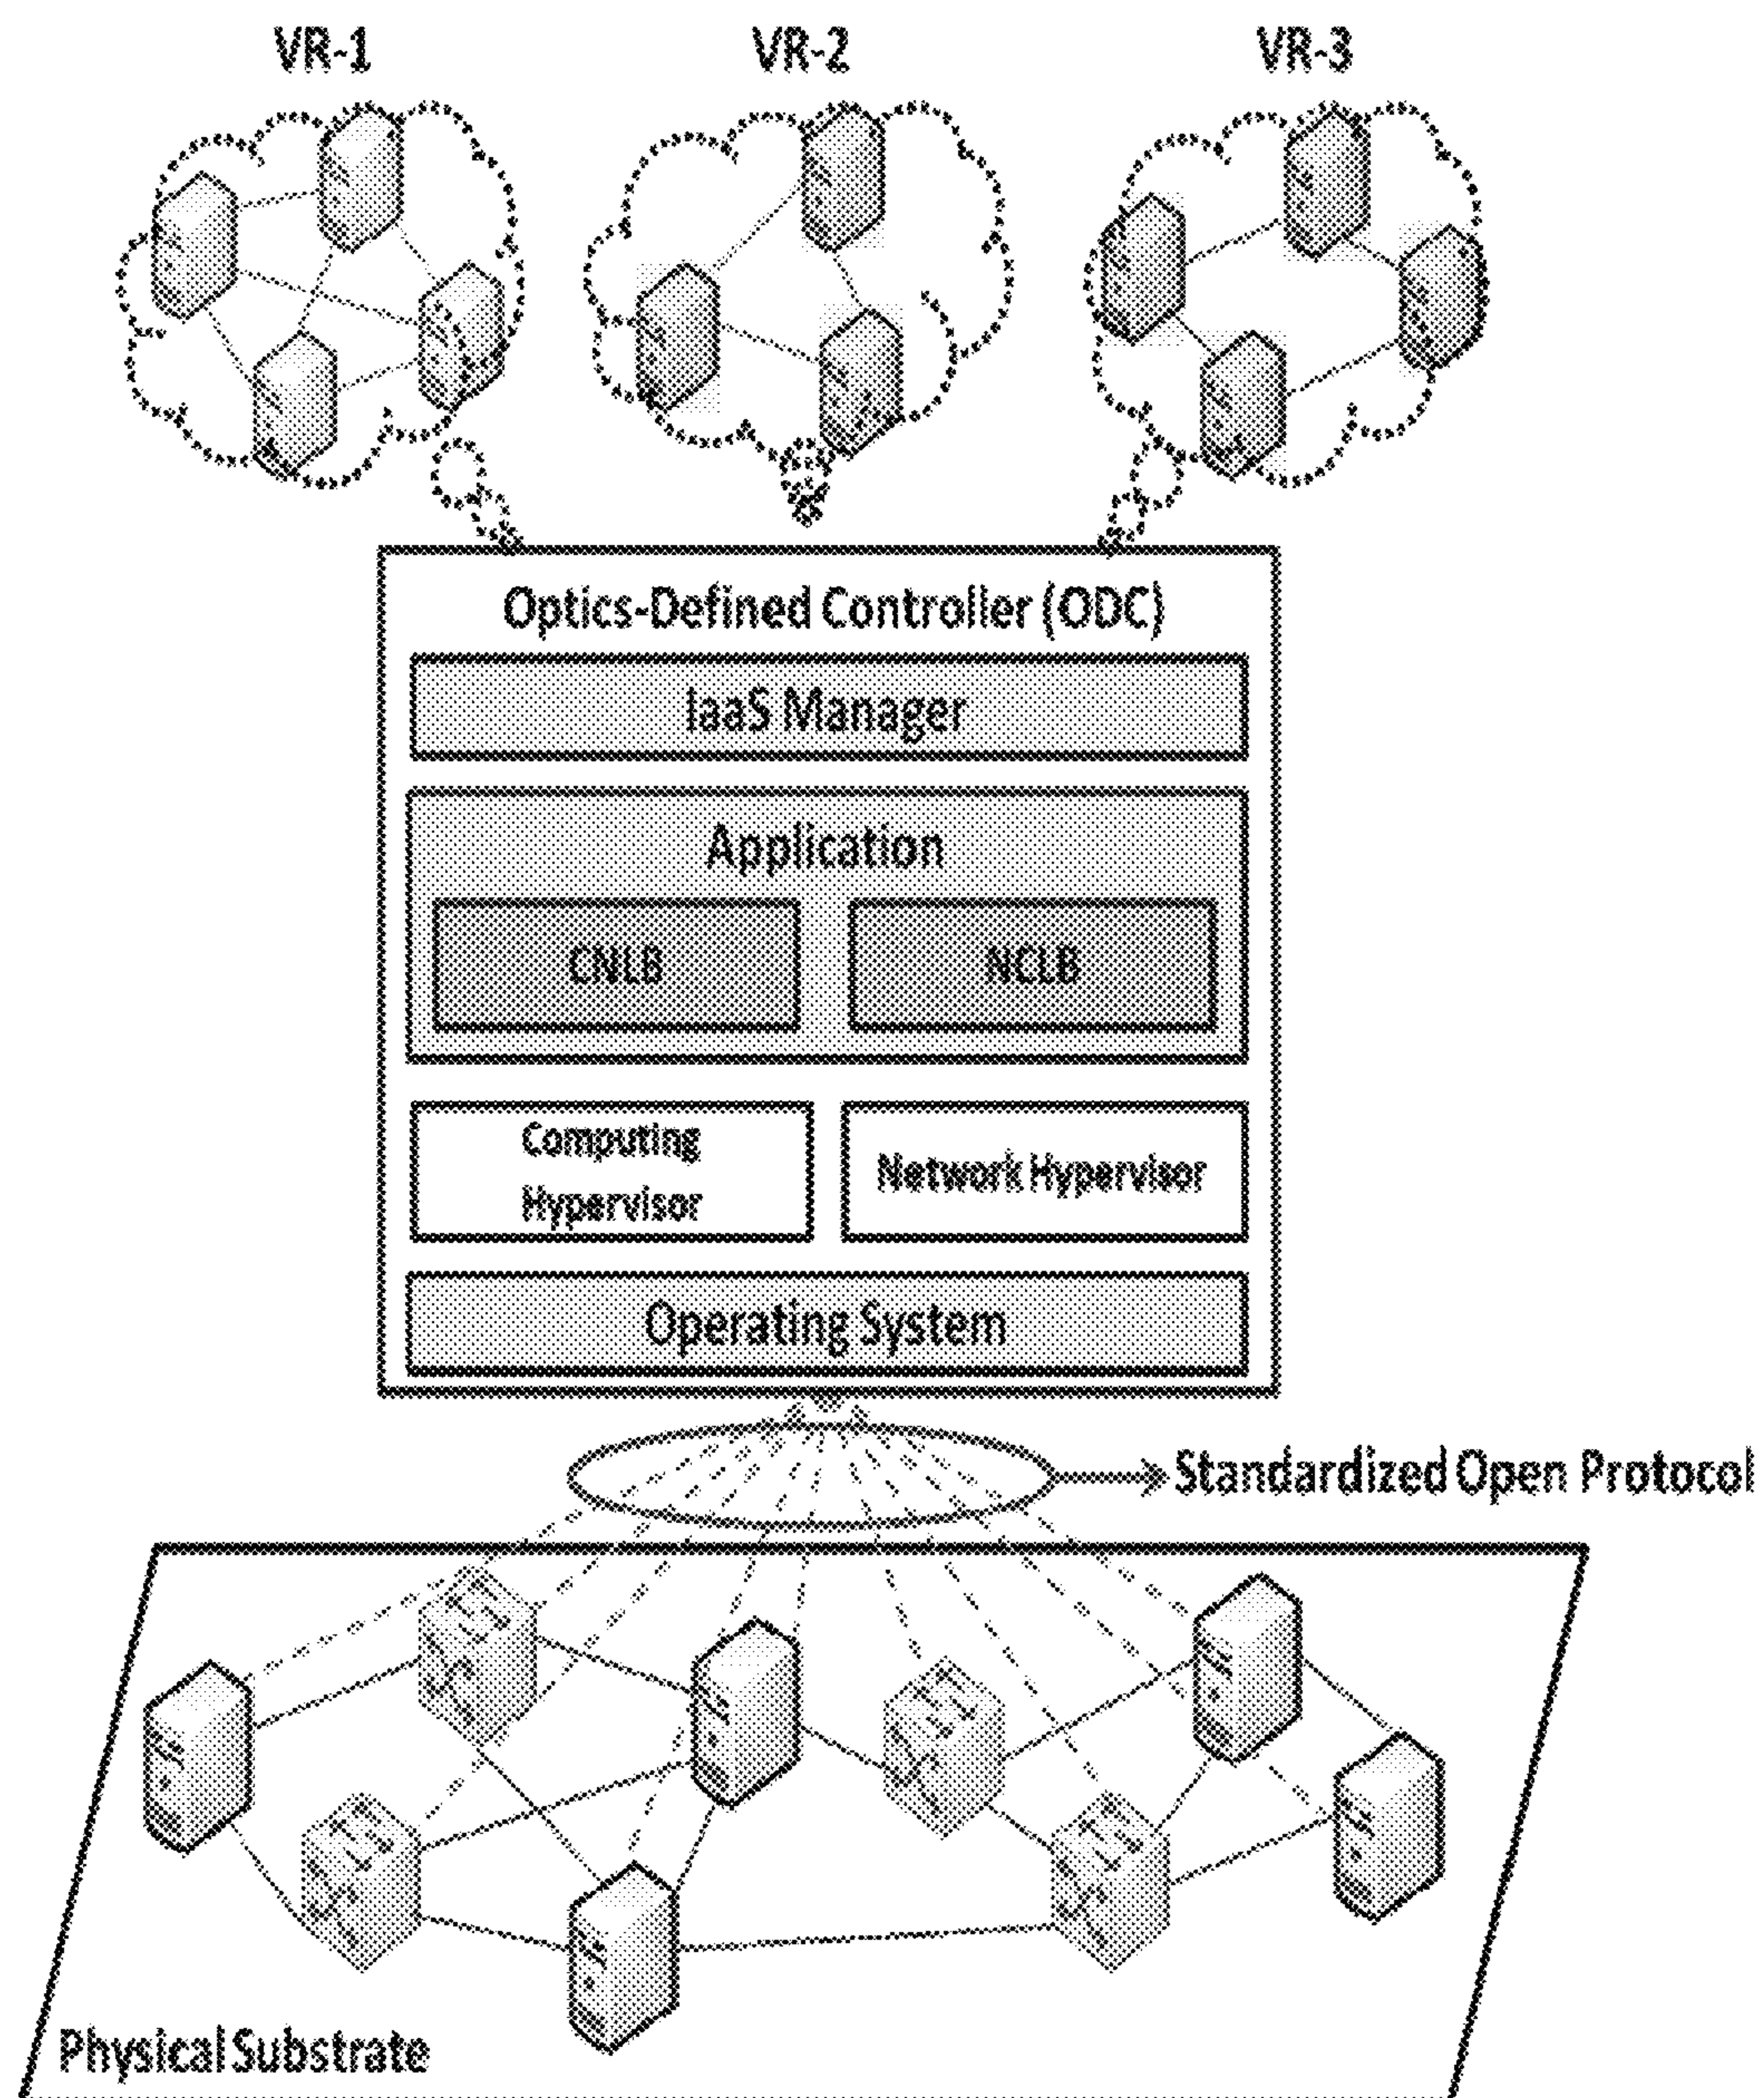 VR-1 VR-2 VR-3
Optics-Defined Controller (ODC)
IaaS Manager
Application
CNLB NCLB
Computing
Hypervisor
Network Hypervisor
Operating System
Standardized Open Protocol
Physical Substrate